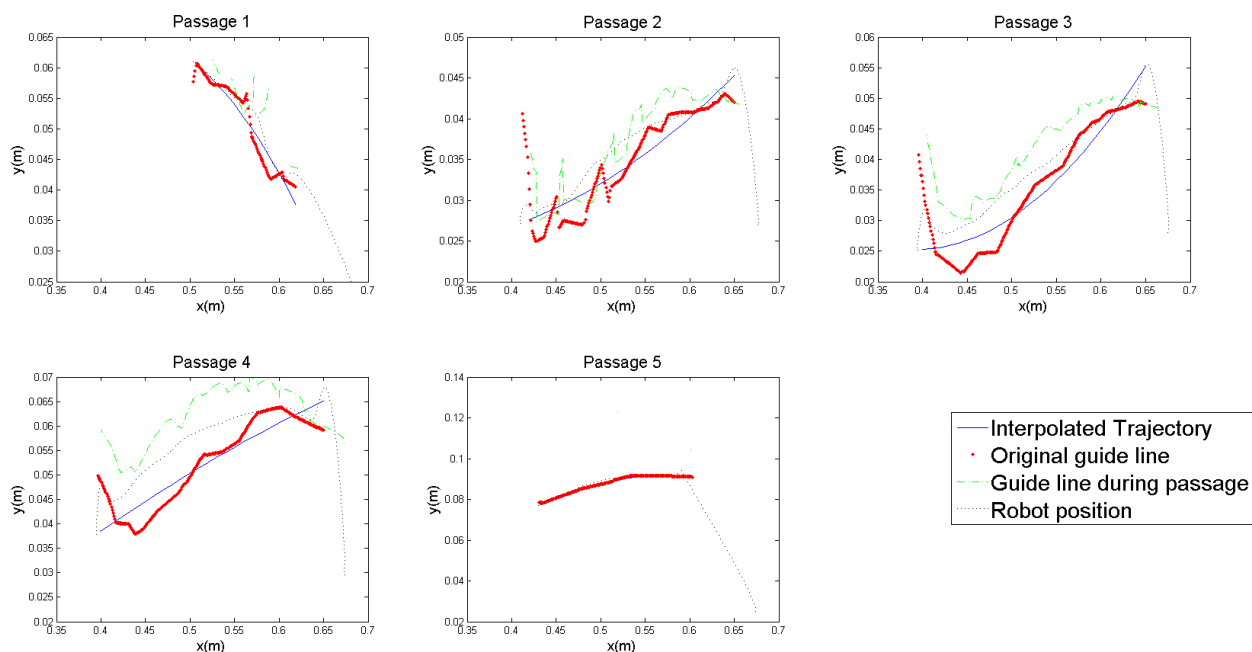 Passage 1
0.065
0.06
0.055
0.05
0.045
0.04
0.035
0.03
0.025
y(m)
0.35 0.4 0.45 0.5 0.55 0.6 0.65 0.7
x(m)
Passage 2
0.05
0.045
0.04
0.035
0.03
0.025
0.02
y(m)
0.35 0.4 0.45 0.5 0.55 0.6 0.65 0.7
x(m)
Passage 3
0.06
0.055
0.05
0.045
0.04
0.035
0.03
0.025
0.02
y(m)
0.35 0.4 0.45 0.5 0.55 0.6 0.65 0.7
x(m)
Passage 4
0.07
0.065
0.06
0.055
0.05
0.045
0.04
0.035
0.03
0.025
0.02
y(m)
0.35 0.4 0.45 0.5 0.55 0.6 0.65 0.7
x(m)
Passage 5
0.14
0.12
0.1
0.08
0.06
0.04
0.02
y(m)
0.35 0.4 0.45 0.5 0.55 0.6 0.65 0.7
x(m)
Interpolated Trajectory
Original guide line
Guide line during passage
Robot position